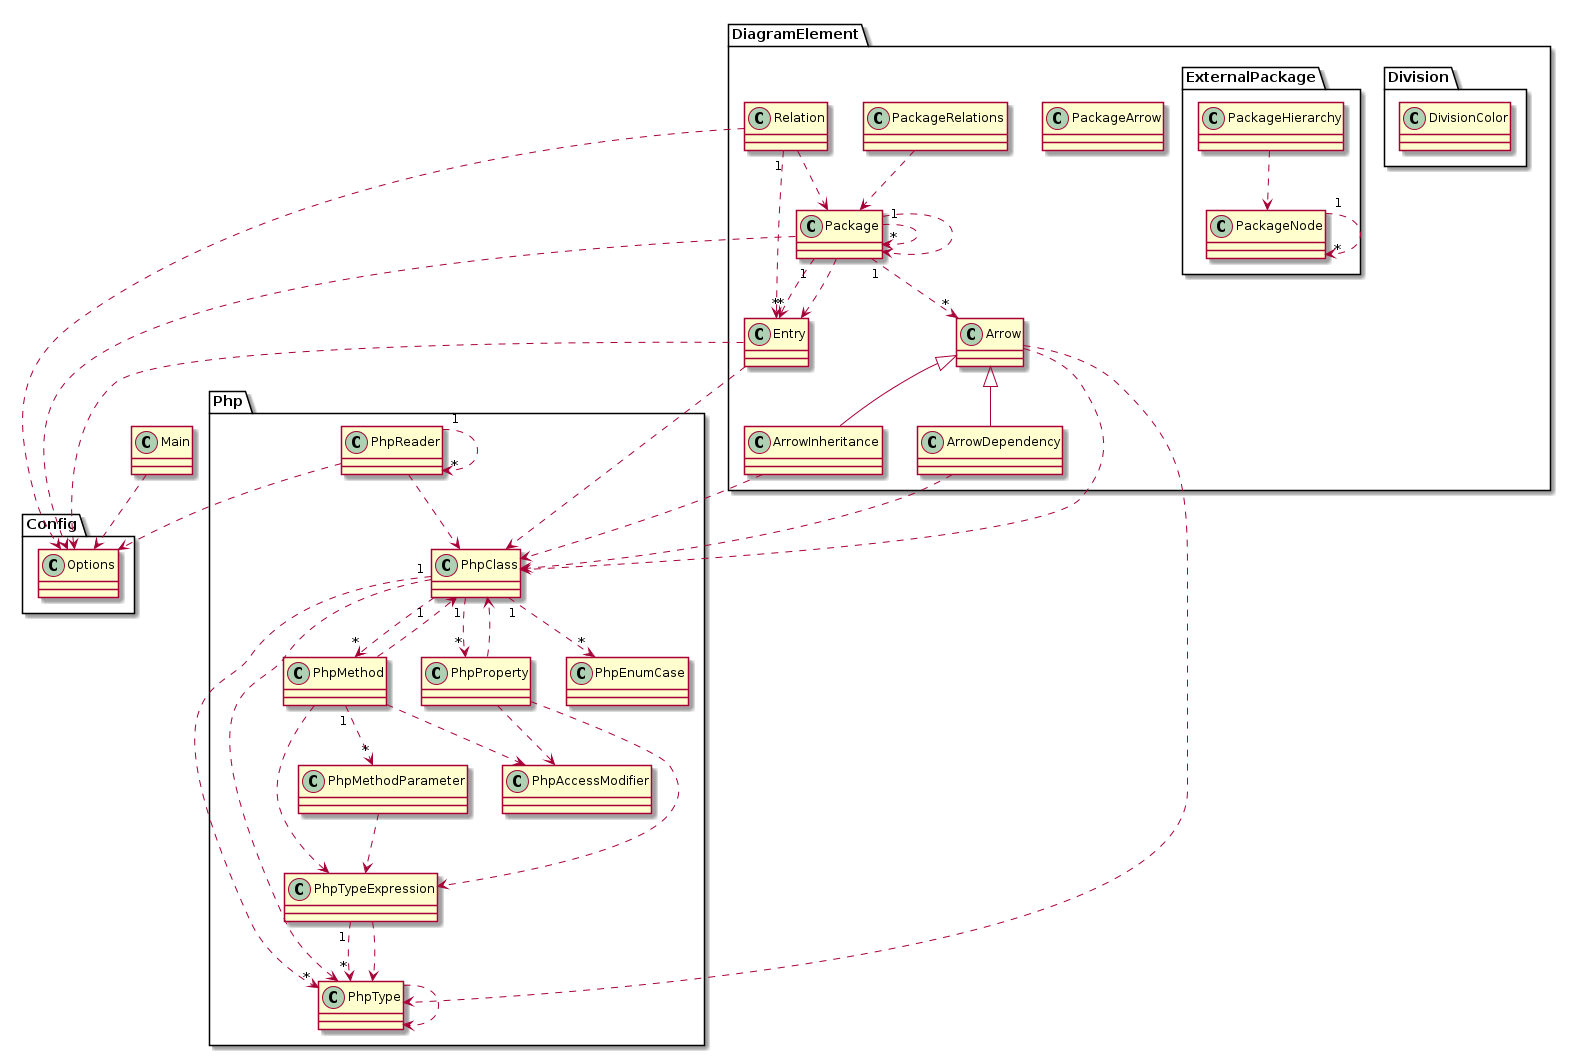 DiagramElement
ExternalPackage
Division
C Relation
C PackageRelations
C PackageArrow
C PackageHierarchy
C DivisionColor
1
1
1
C Package
*
C PackageNode
*
1
1
*
*
*
C Entry
C Arrow
Php
1
C Main
C PhpReader
*
C ArrowInheritance
C ArrowDependency
Config
C Options
1
C PhpClass
1
1
1
*
*
*
C PhpMethod
C PhpProperty
C PhpEnumCase
1
*
C PhpMethodParameter
C PhpAccessModifier
C PhpTypeExpression
1
*
*
C PhpType